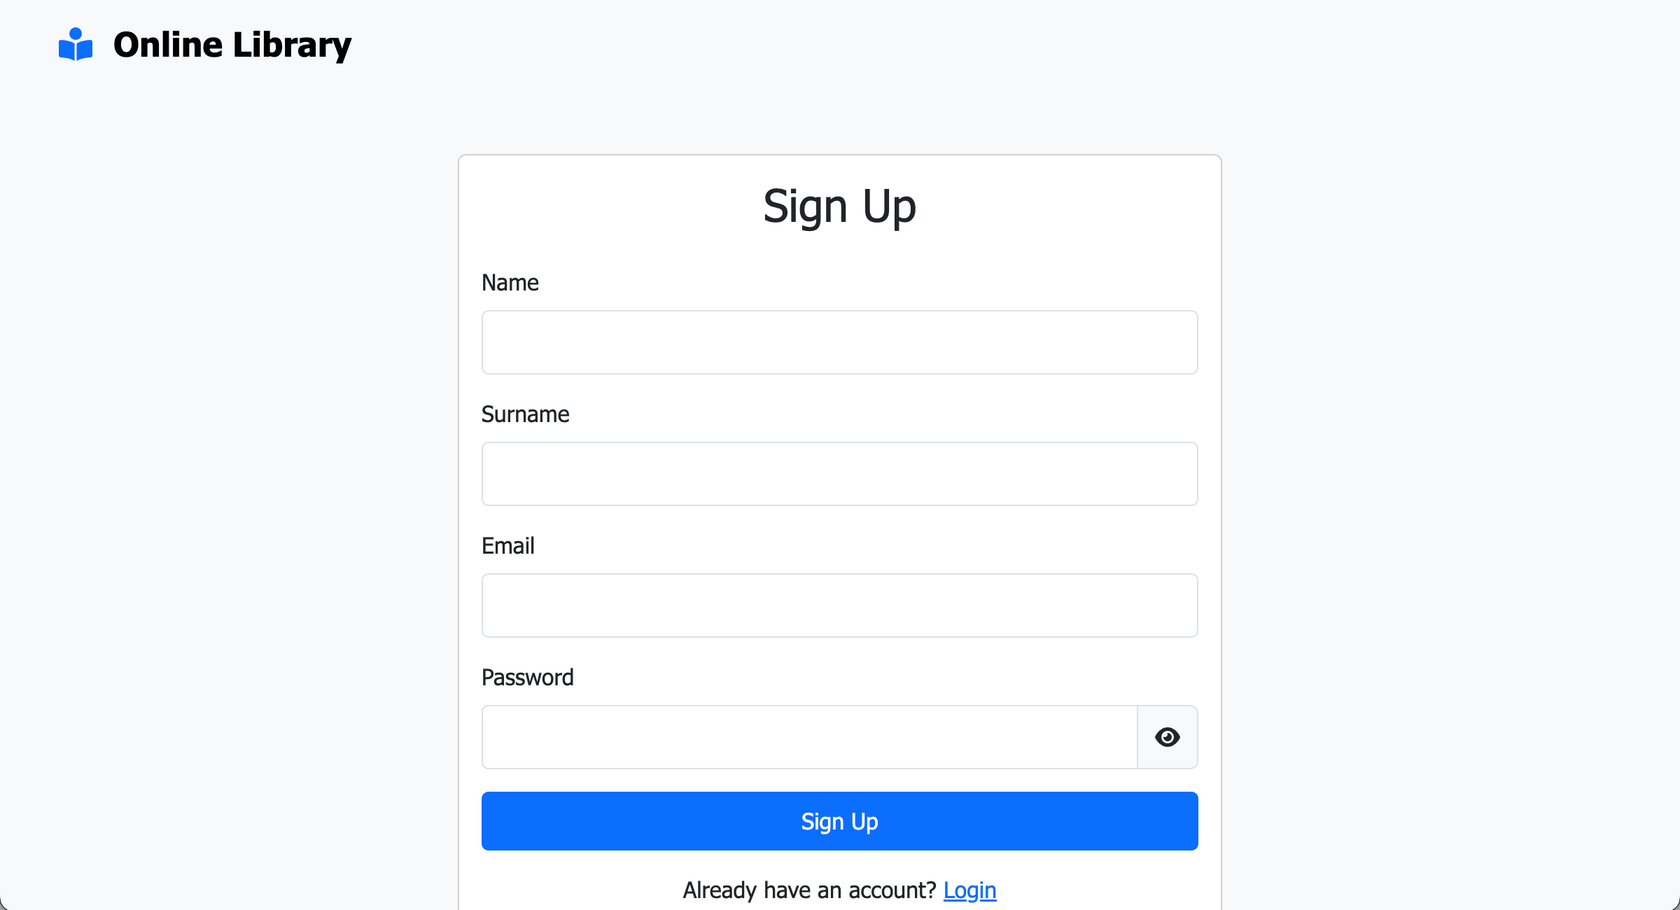 Online Library
Sign Up
Name
Surname
Email
Password
Sign Up
Already have an account? Login